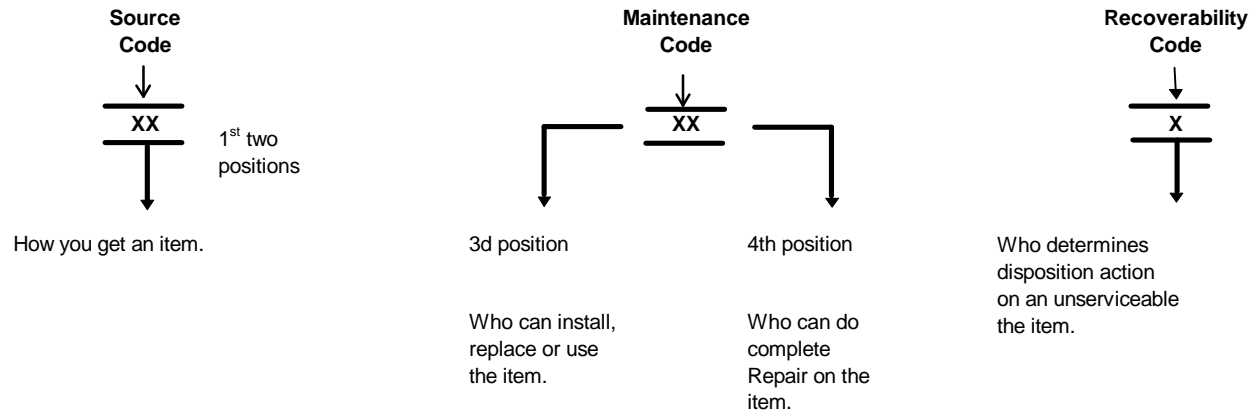 Source
Code
XX
1st two
positions
How you get an item.
Maintenance
Code
XX
3d position
Who can install,
replace or use
the item.
4th position
Who can do
complete
Repair on the
item.
Recoverability
Code
X
Who determines
disposition action
on an unserviceable
the item.